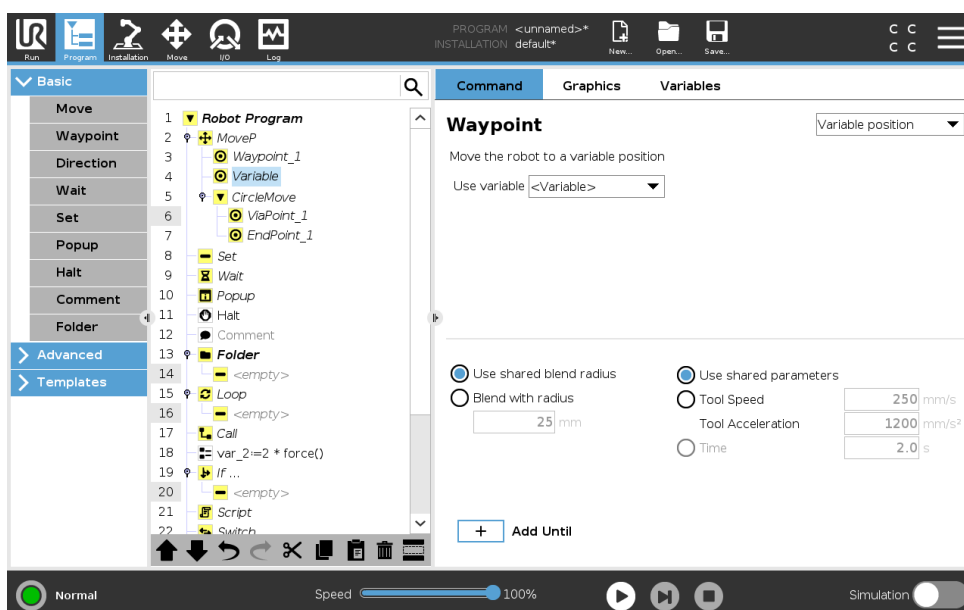 PROGRAM <unnamed>*
INSTALLATION default*
Run
Program
Installation
Move
I/O
Log
New...
Open...
Save...
C C
C C
Basic
Move
Waypoint
Direction
Wait
Set
Popup
Halt
Comment
Folder
Advanced
Templates
1 Robot Program
2 MoveP
3 Waypoint_1
4 Variable
5 CircleMove
6 ViaPoint_1
7 EndPoint_1
8 Set
9 Wait
10 Popup
11 Halt
12 Comment
13 Folder
14 <empty>
15 Loop
16 <empty>
17 Call
18 var_2:=2 * force()
19 If ...
20 <empty>
21 Script
22 Switch
Command Graphics Variables
Waypoint
Variable position
Move the robot to a variable position
Use variable <Variable>
Use shared blend radius
Blend with radius
25 mm
Use shared parameters
Tool Speed 250 mm/s
Tool Acceleration 1200 mm/s²
Time 2.0 s
+ Add Until
Normal
Speed 100%
Simulation